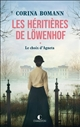 CORINA BOMANN
LES HÉRITIÈRES
DE LÖWENHOF
Le choix d'Agneta